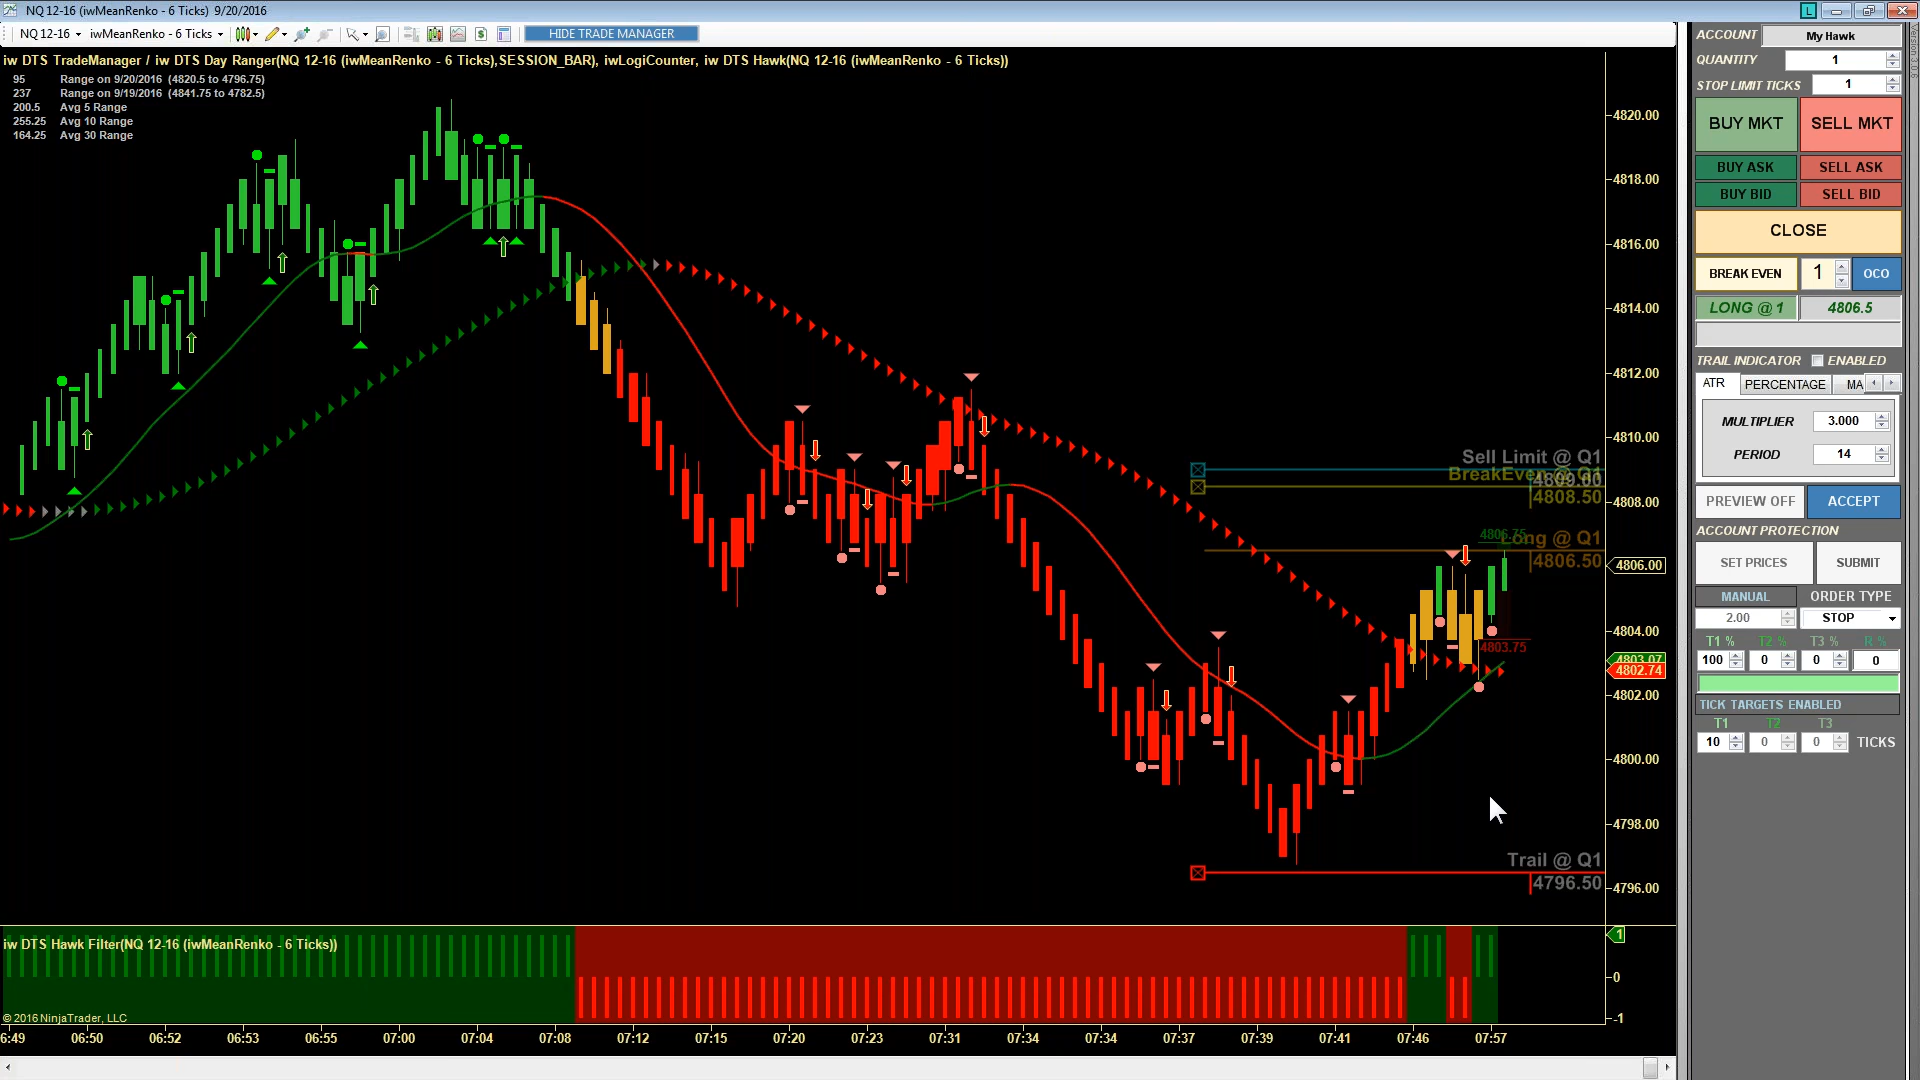 NQ 12-16 (iwMeanRenko - 6 Ticks)  9/20/2016
NQ 12-16
iwMeanRenko - 6 Ticks
HIDE TRADE MANAGER
iw DTS TradeManager / iw DTS Day Ranger(NQ 12-16 (iwMeanRenko - 6 Ticks),SESSION_BAR), iwLogiCounter, iw DTS Hawk(NQ 12-16 (iwMeanRenko - 6 Ticks))
95 Range on 9/20/2016 (4820.5 to 4796.75)
237 Range on 9/19/2016 (4841.75 to 4782.5)
200.5 Avg 5 Range
255.25 Avg 10 Range
164.25 Avg 30 Range
4820.00
4818.00
4816.00
4814.00
4812.00
4810.00
4808.00
4806.00
4804.00
4803.07
4802.74
4802.00
4800.00
4798.00
4796.00
Sell Limit @ Q1
4809.00
BreakEven @ Q1
4808.50
4806.75
Long @ Q1
4806.50
4803.75
Trail @ Q1
4796.50
iw DTS Hawk Filter(NQ 12-16 (iwMeanRenko - 6 Ticks))
1
0
-1
© 2016 NinjaTrader, LLC
6:49 06:50 06:52 06:53 06:55 07:00 07:04 07:08 07:12 07:15 07:20 07:23 07:31 07:34 07:34 07:37 07:39 07:41 07:46 07:57
L
ACCOUNT My Hawk
QUANTITY 1
STOP LIMIT TICKS 1
BUY MKT SELL MKT
BUY ASK SELL ASK
BUY BID SELL BID
CLOSE
BREAK EVEN 1 OCO
LONG @ 1 4806.5
TRAIL INDICATOR ENABLED
ATR PERCENTAGE MA
MULTIPLIER 3.000
PERIOD 14
PREVIEW OFF ACCEPT
ACCOUNT PROTECTION
SET PRICES SUBMIT
MANUAL ORDER TYPE
2.00 STOP
T1 % T2 % T3 % R %
100 0 0 0
TICK TARGETS ENABLED
T1 T2 T3
10 0 0 TICKS